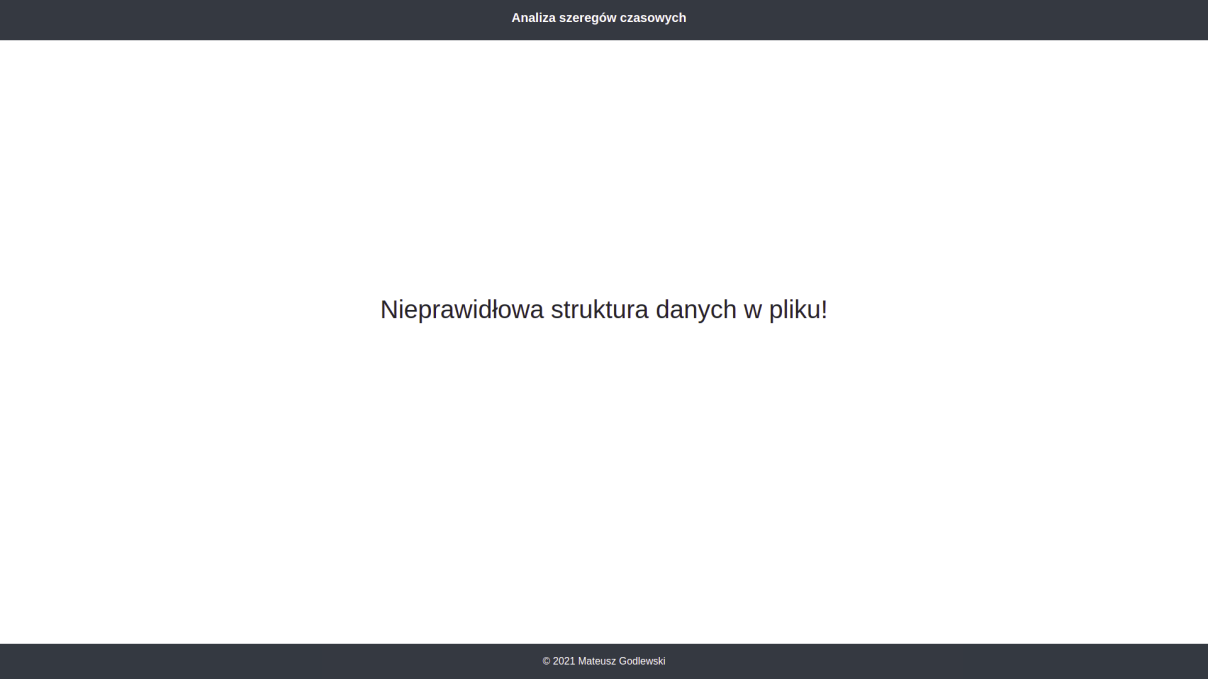 Analiza szeregów czasowych
Nieprawidłowa struktura danych w pliku!
© 2021 Mateusz Godlewski